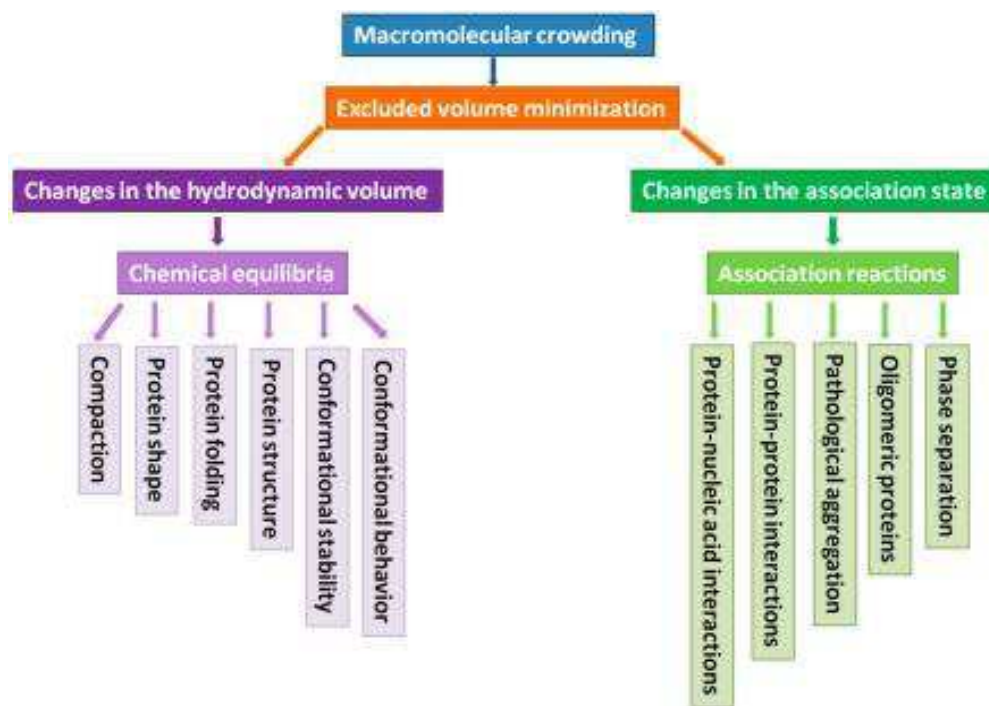 Macromolecular crowding
Excluded volume minimization
Changes in the hydrodynamic volume
Changes in the association state
Chemical equilibria
Association reactions
Compaction
Protein shape
Protein folding
Protein structure
Conformational stability
Conformational behavior
Protein-nucleic acid interactions
Protein-protein interactions
Pathological aggregation
Oligomeric proteins
Phase separation